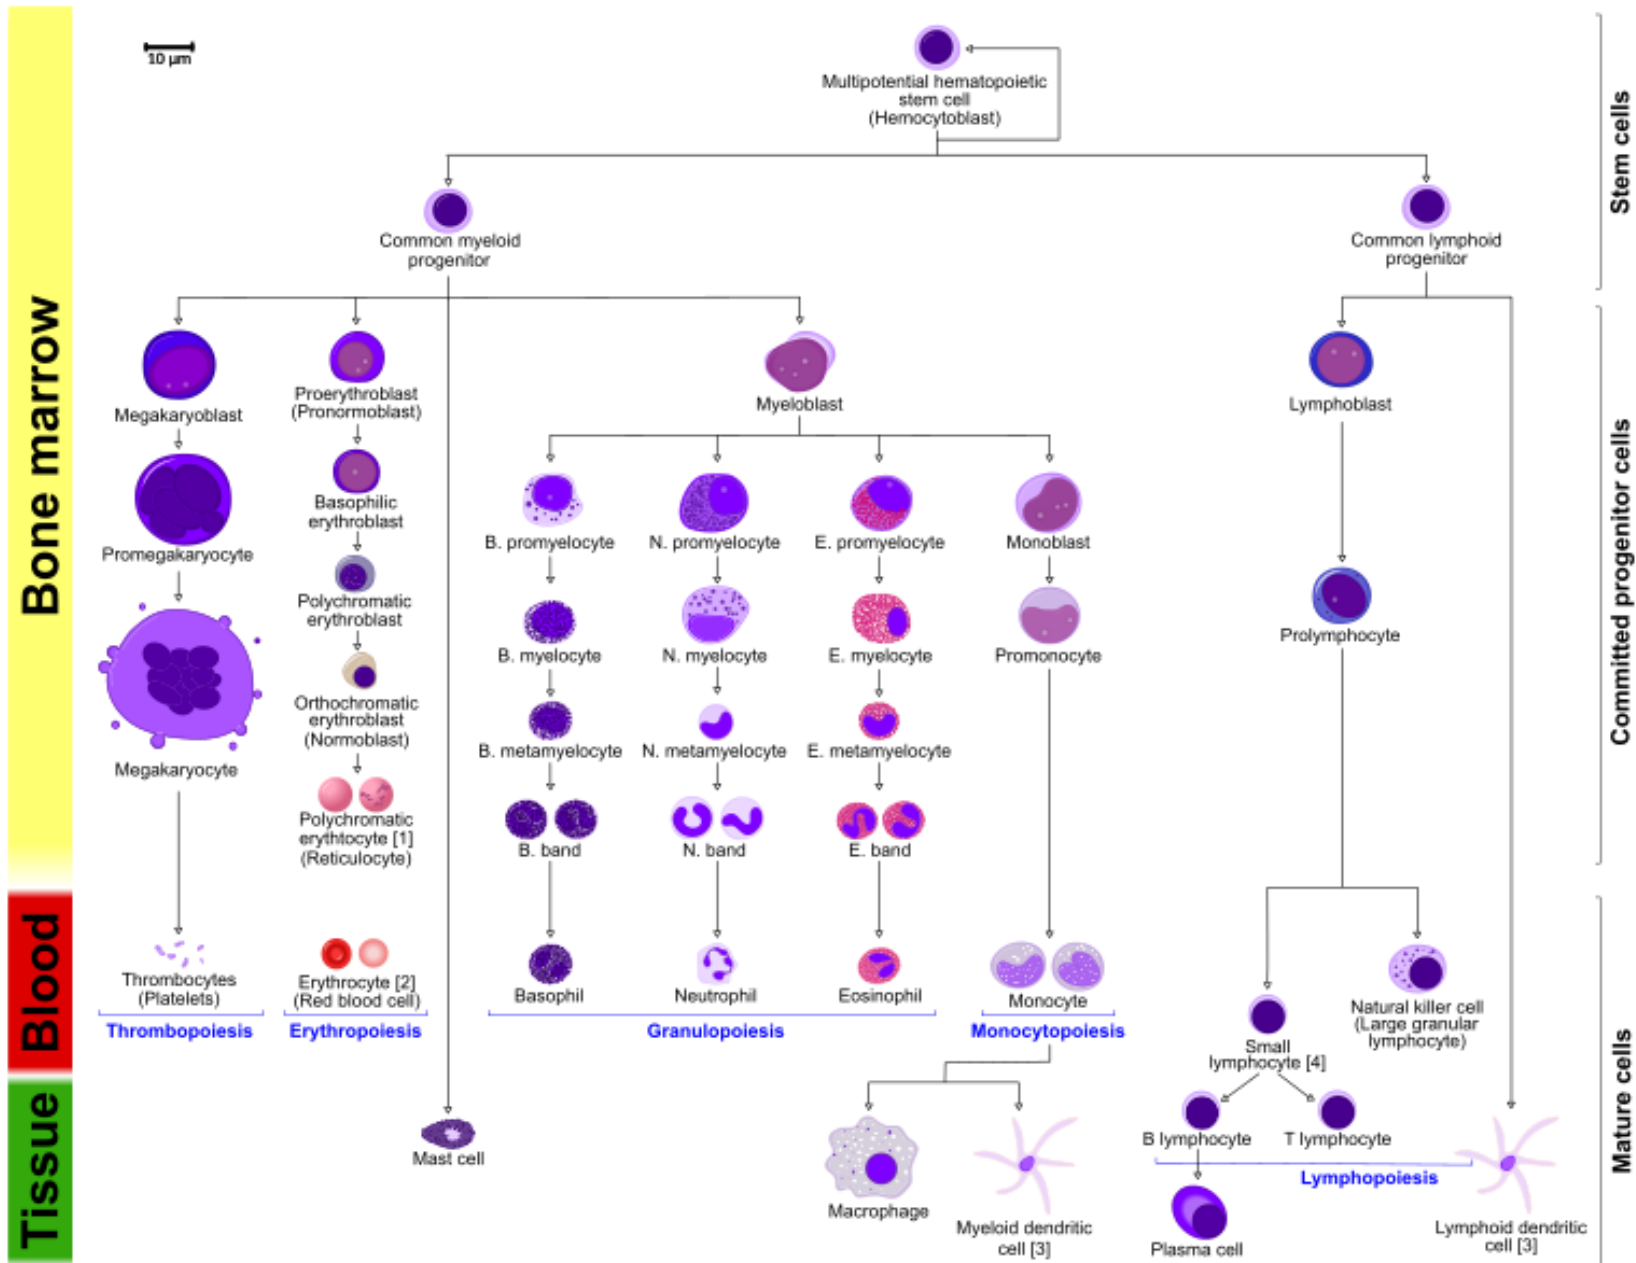 10 µm
Multipotential hematopoietic
stem cell
(Hemocytoblast)
Common myeloid
progenitor
Common lymphoid
progenitor
Megakaryoblast
Proerythroblast
(Pronormoblast)
Myeloblast
Lymphoblast
Promegakaryocyte
Basophilic
erythroblast
B. promyelocyte
N. promyelocyte
E. promyelocyte
Monoblast
Polychromatic
erythroblast
B. myelocyte
N. myelocyte
E. myelocyte
Promonocyte
Prolymphocyte
Megakaryocyte
Orthochromatic
erythroblast
(Normoblast)
B. metamyelocyte
N. metamyelocyte
E. metamyelocyte
Polychromatic
erythtocyte [1]
(Reticulocyte)
B. band
N. band
E. band
Thrombocytes
(Platelets)
Erythrocyte [2]
(Red blood cell)
Basophil
Neutrophil
Eosinophil
Monocyte
Natural killer cell
(Large granular
lymphocyte)
Small
lymphocyte [4]
Thrombopoiesis
Erythropoiesis
Granulopoiesis
Monocytopoiesis
Mast cell
B lymphocyte
T lymphocyte
Lymphopoiesis
Macrophage
Myeloid dendritic
cell [3]
Plasma cell
Lymphoid dendritic
cell [3]
Bone marrow
Blood
Tissue
Stem cells
Committed progenitor cells
Mature cells